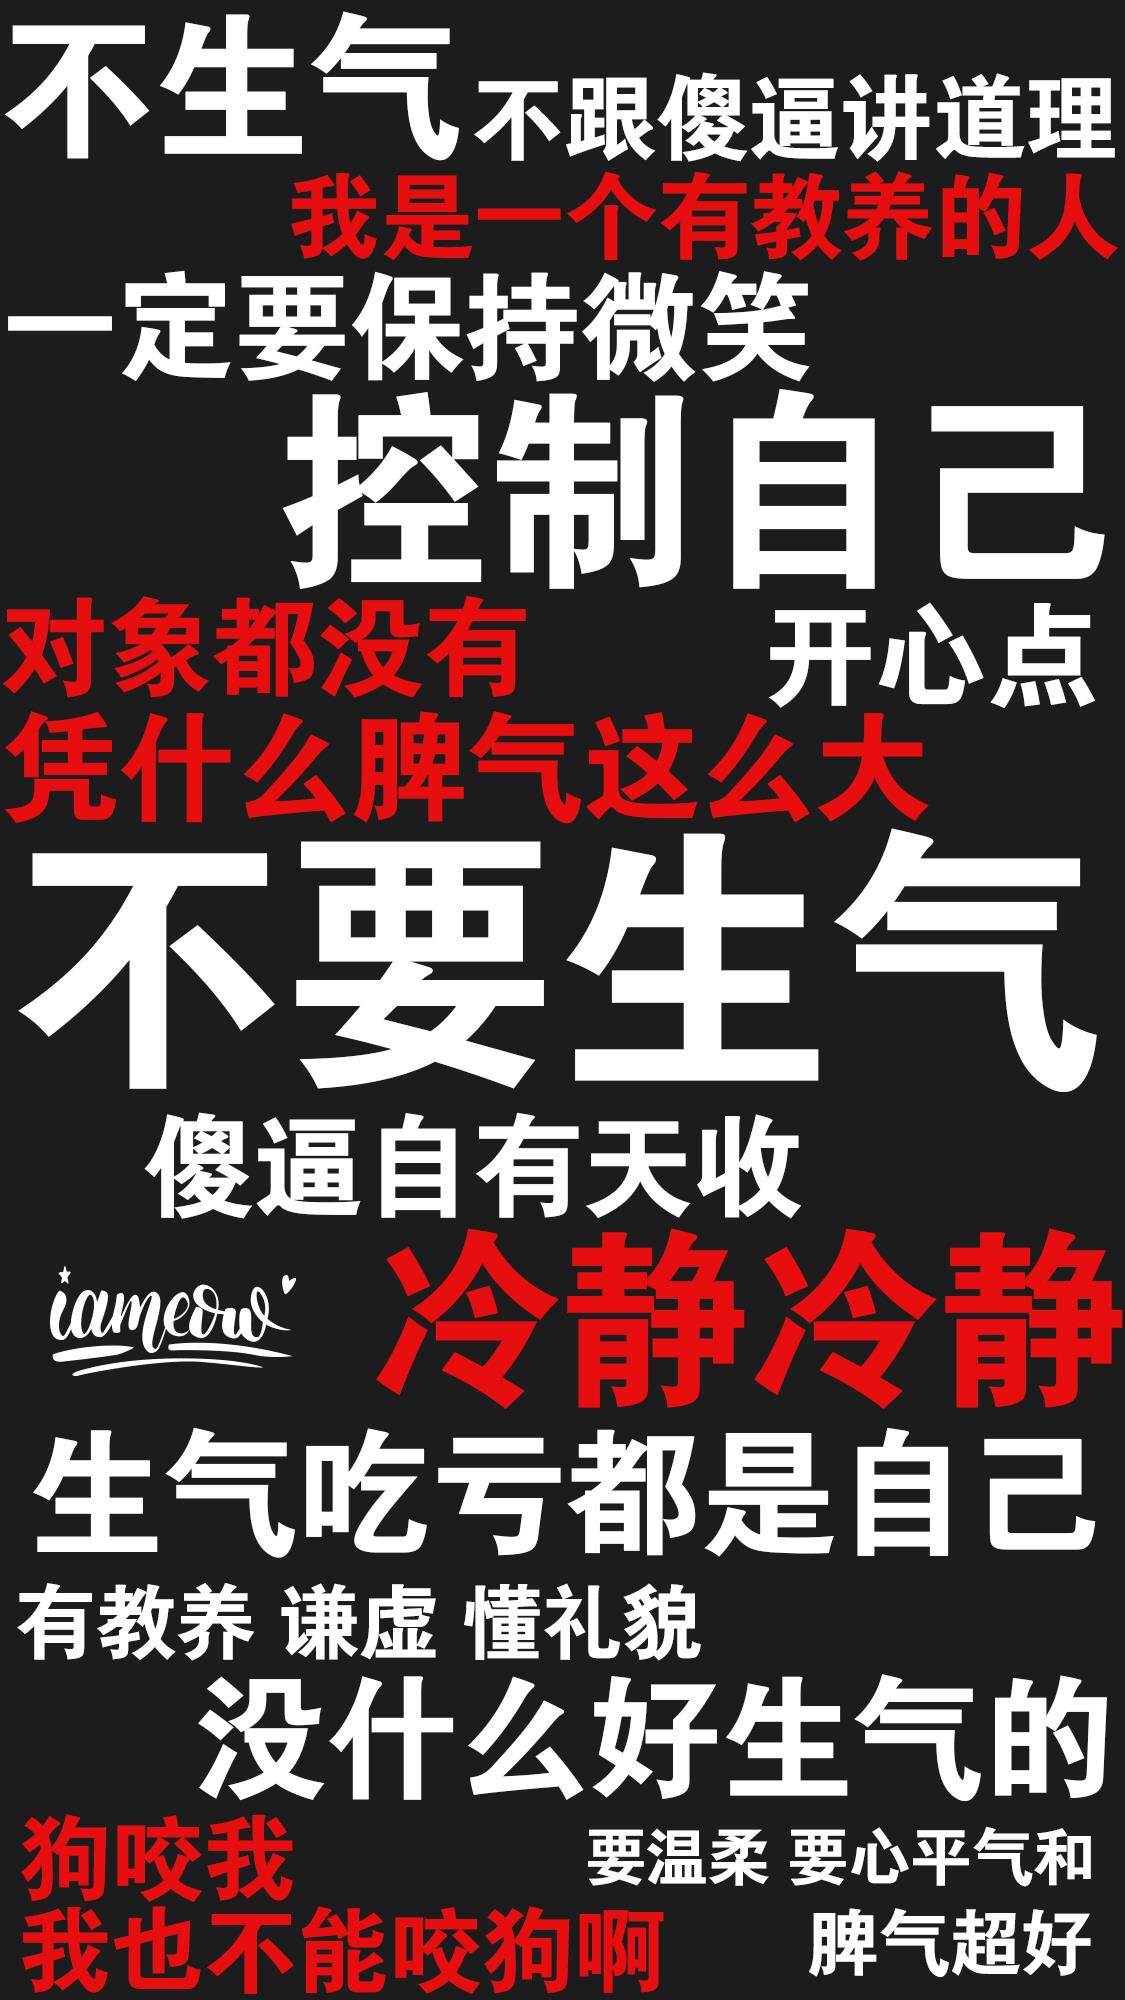 不生气 不跟傻逼讲道理
我是一个有教养的人
一定要保持微笑
控制自己
对象都没有 开心点
凭什么脾气这么大
不要生气
傻逼自有天收
iameow 冷静冷静
生气吃亏都是自己
有教养 谦虚 懂礼貌
没什么好生气的
狗咬我 要温柔 要心平气和
我也不能咬狗啊 脾气超好